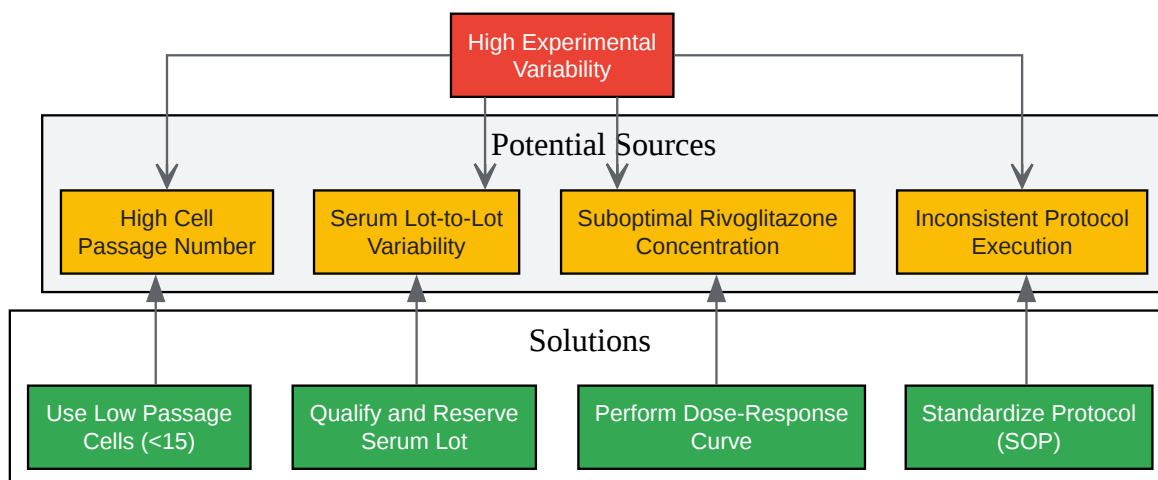 High Experimental
Variability
Potential Sources
High Cell
Passage Number
Serum Lot-to-Lot
Variability
Suboptimal Rivoglitazone
Concentration
Inconsistent Protocol
Execution
Solutions
Use Low Passage
Cells (<15)
Qualify and Reserve
Serum Lot
Perform Dose-Response
Curve
Standardize Protocol
(SOP)